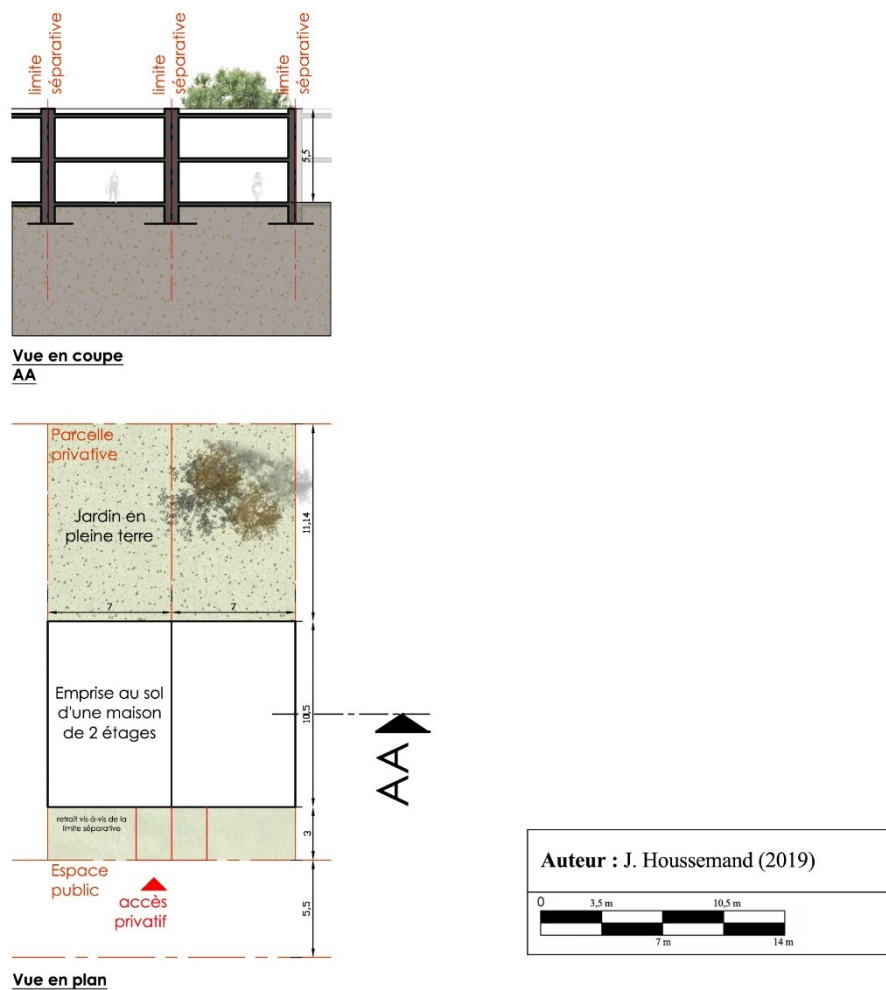 limite
séparative
limite
séparative
limite
séparative
5,5
Vue en coupe
AA
Parcelle
privative
Jardin en
pleine terre
11,14
7
7
Emprise au sol
d'une maison
de 2 étages
10,5
AA
retrait vis-à-vis de la
limite séparative
3
Espace
public
accès
privatif
5,5
Vue en plan
Auteur : J. Houssemand (2019)
0
3,5 m
10,5 m
7 m
14 m